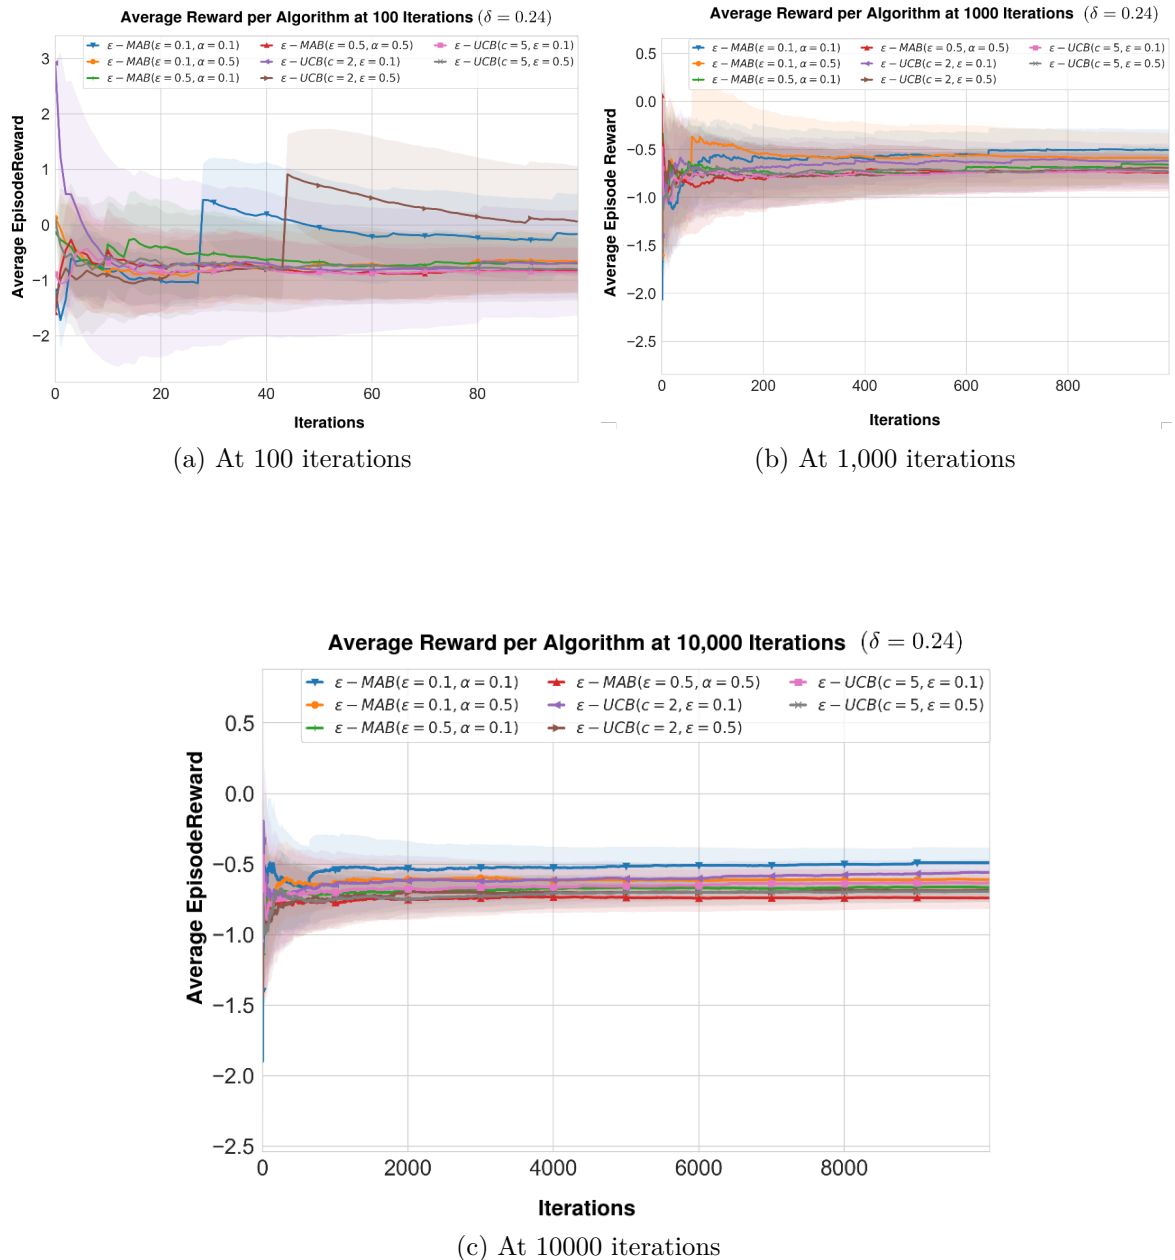 Average Reward per Algorithm at 100 Iterations (δ = 0.24)
ε − MAB(ε = 0.1, α = 0.1)
ε − MAB(ε = 0.1, α = 0.5)
ε − MAB(ε = 0.5, α = 0.1)
ε − MAB(ε = 0.5, α = 0.5)
ε − UCB(c = 2, ε = 0.1)
ε − UCB(c = 2, ε = 0.5)
ε − UCB(c = 5, ε = 0.1)
ε − UCB(c = 5, ε = 0.5)
Average EpisodeReward
3
2
1
0
−1
−2
0 20 40 60 80
Iterations
(a) At 100 iterations
Average Reward per Algorithm at 1000 Iterations (δ = 0.24)
ε − MAB(ε = 0.1, α = 0.1)
ε − MAB(ε = 0.1, α = 0.5)
ε − MAB(ε = 0.5, α = 0.5)
ε − UCB(c = 2, ε = 0.1)
ε − UCB(c = 2, ε = 0.5)
ε − UCB(c = 5, ε = 0.1)
ε − UCB(c = 5, ε = 0.5)
ε − MAB(ε = 0.5, α = 0.1)
Average Episode Reward
0.5
0.0
−0.5
−1.0
−1.5
−2.0
−2.5
0 200 400 600 800
Iterations
(b) At 1,000 iterations
Average Reward per Algorithm at 10,000 Iterations (δ = 0.24)
ε − MAB(ε = 0.1, α = 0.1)
ε − MAB(ε = 0.1, α = 0.5)
ε − MAB(ε = 0.5, α = 0.1)
ε − MAB(ε = 0.5, α = 0.5)
ε − UCB(c = 2, ε = 0.1)
ε − UCB(c = 2, ε = 0.5)
ε − UCB(c = 5, ε = 0.1)
ε − UCB(c = 5, ε = 0.5)
Average EpisodeReward
0.5
0.0
−0.5
−1.0
−1.5
−2.0
−2.5
0 2000 4000 6000 8000
Iterations
(c) At 10000 iterations